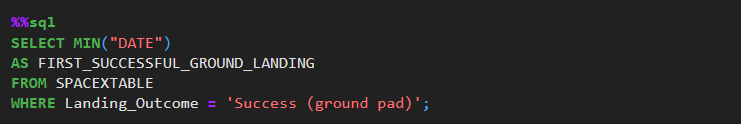 %%sql
SELECT MIN("DATE")
AS FIRST_SUCCESSFUL_GROUND_LANDING
FROM SPACEXTABLE
WHERE Landing_Outcome = 'Success (ground pad)';